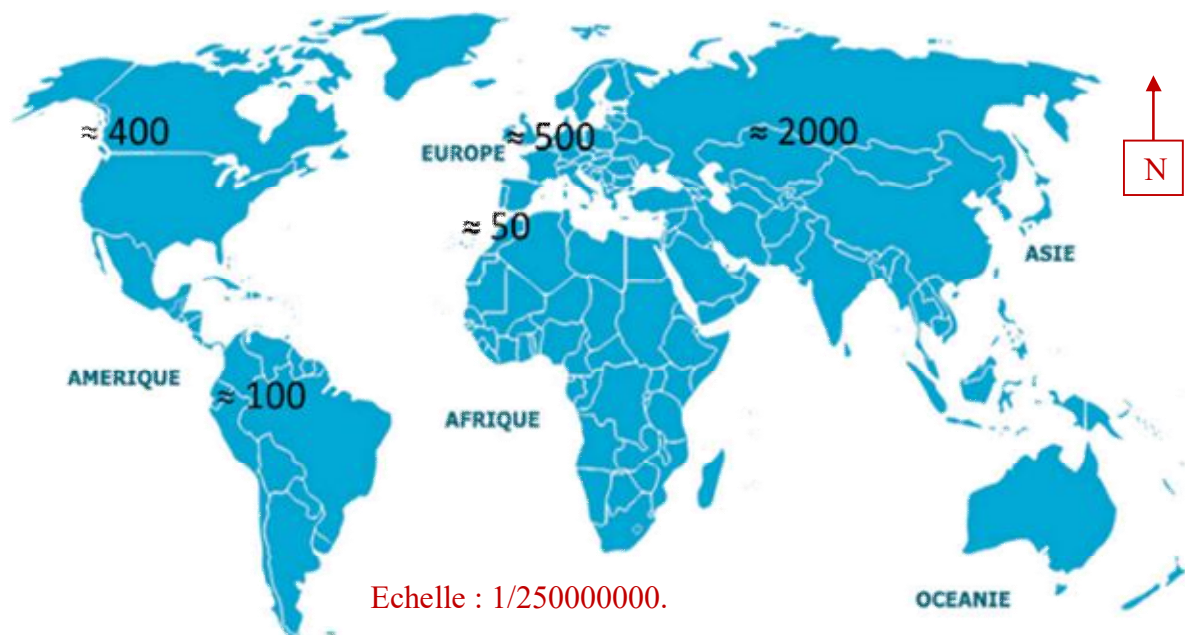 ≈ 400
EUROPE
≈ 500
≈ 2000
N
≈ 50
ASIE
AMERIQUE
≈ 100
AFRIQUE
Echelle : 1/250000000.
OCEANIE